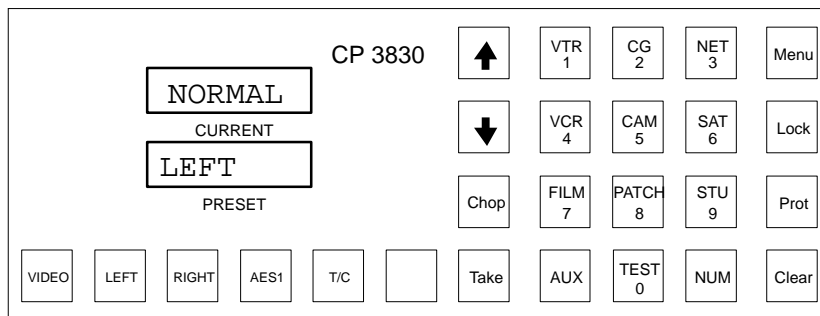 CP 3830
NORMAL
CURRENT
LEFT
PRESET
VTR
1
CG
2
NET
3
Menu
VCR
4
CAM
5
SAT
6
Lock
Chop
FILM
7
PATCH
8
STU
9
Prot
VIDEO
LEFT
RIGHT
AES1
T/C
Take
AUX
TEST
0
NUM
Clear